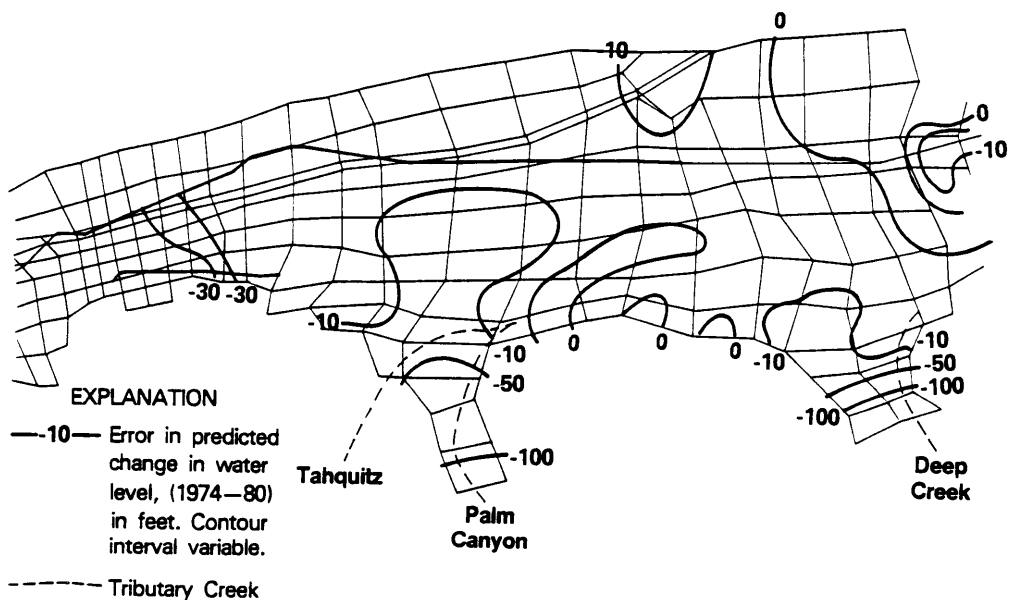 0
-10
0
-10
-30 -30
-10
-10
-50
0
0
0
-10
-10
-50
-100
-100
-100
Tahquitz
Palm
Canyon
Deep
Creek
EXPLANATION
-10 Error in predicted
change in water
level, (1974—80)
in feet. Contour
interval variable.
Tributary Creek